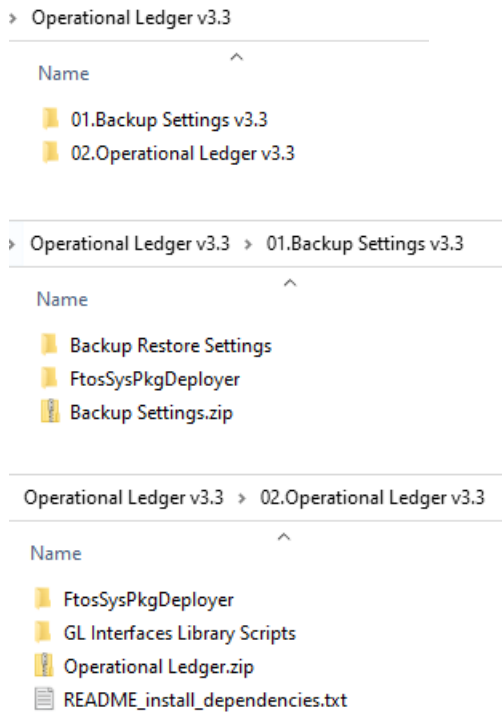 > Operational Ledger v3.3
Name
01.Backup Settings v3.3
02.Operational Ledger v3.3
> Operational Ledger v3.3 > 01.Backup Settings v3.3
Name
Backup Restore Settings
FtosSysPkgDeployer
Backup Settings.zip
Operational Ledger v3.3 > 02.Operational Ledger v3.3
Name
FtosSysPkgDeployer
GL Interfaces Library Scripts
Operational Ledger.zip
README_install_dependencies.txt